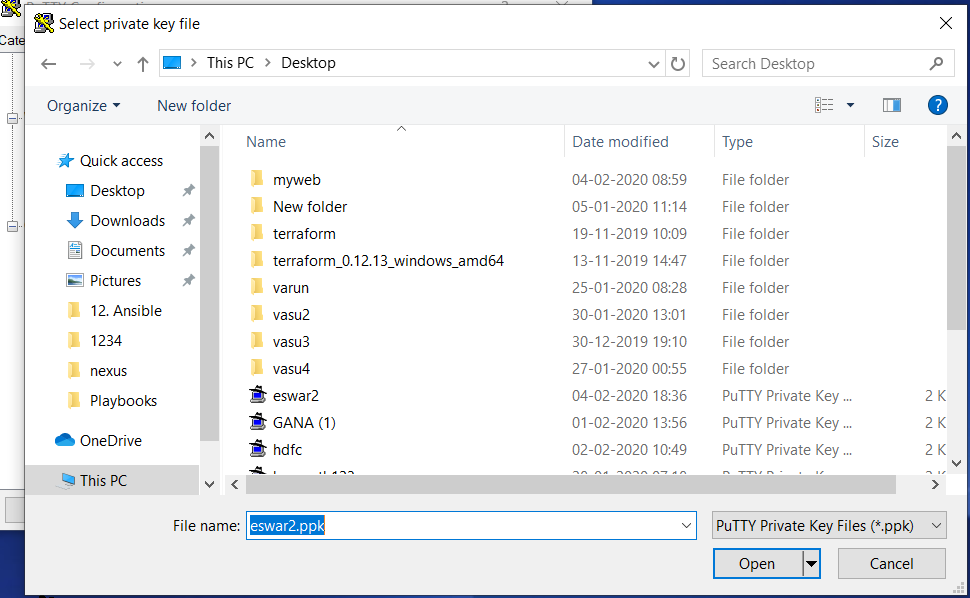 Select private key file
Cate
This PC > Desktop
Search Desktop
Organize
New folder
?
Name Date modified Type Size
Quick access
Desktop
Downloads
Documents
Pictures
12. Ansible
1234
nexus
Playbooks
OneDrive
This PC
myweb 04-02-2020 08:59 File folder
New folder 05-01-2020 11:14 File folder
terraform 19-11-2019 10:09 File folder
terraform_0.12.13_windows_amd64 13-11-2019 14:47 File folder
varun 25-01-2020 08:28 File folder
vasu2 30-01-2020 13:01 File folder
vasu3 30-12-2019 19:10 File folder
vasu4 27-01-2020 00:55 File folder
eswar2 04-02-2020 18:36 PuTTY Private Key ... 2 K
GANA (1) 01-02-2020 13:56 PuTTY Private Key ... 2 K
hdfc 02-02-2020 10:49 PuTTY Private Key ... 2 K
File name: eswar2.ppk PuTTY Private Key Files (*.ppk)
Open Cancel